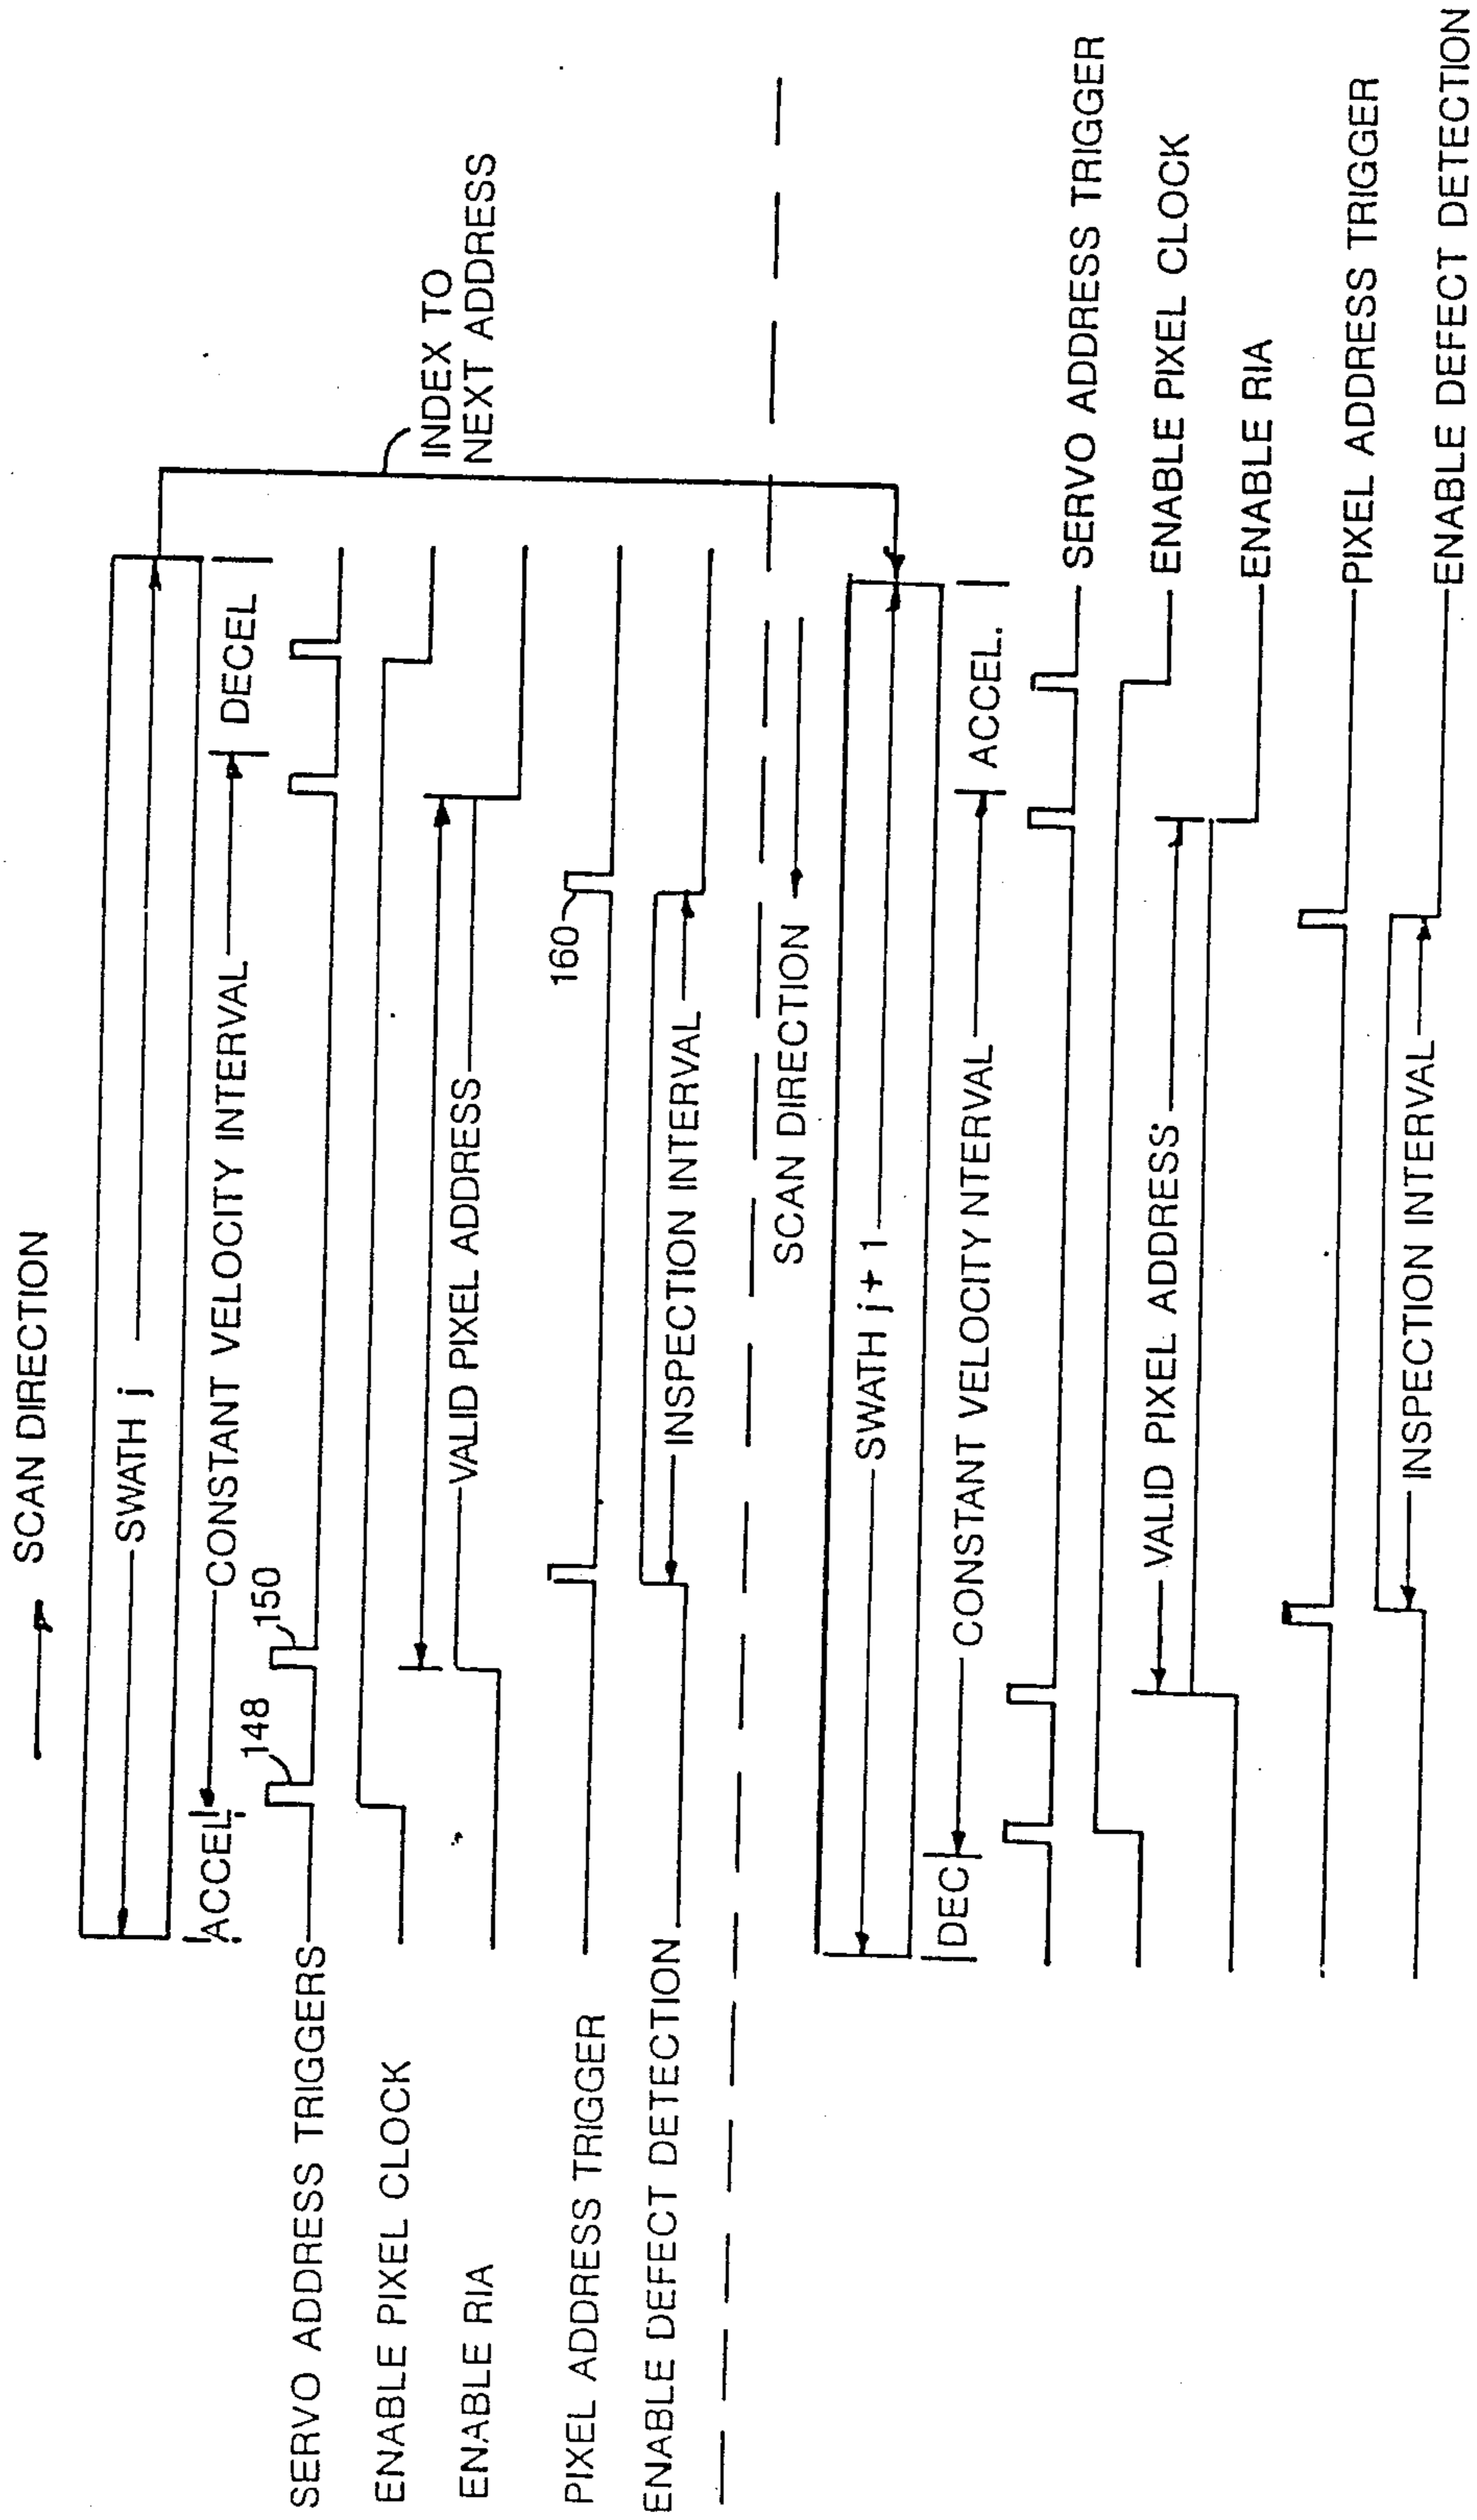 SCAN DIRECTION
SWATH j
ACCEL.
CONSTANT VELOCITY INTERVAL
DECEL
INDEX TO
NEXT ADDRESS
148
150
SERVO ADDRESS TRIGGERS
ENABLE PIXEL CLOCK
VALID PIXEL ADDRESS
ENABLE RIA
160
PIXEL ADDRESS TRIGGER
INSPECTION INTERVAL
ENABLE DEFECT DETECTION
SCAN DIRECTION
SWATH j + 1
DEC
CONSTANT VELOCITY NTERVAL
ACCEL.
SERVO ADDRESS TRIGGER
ENABLE PIXEL CLOCK
VALID PIXEL ADDRESS
ENABLE RIA
PIXEL ADDRESS TRIGGER
INSPECTION INTERVAL
ENABLE DEFECT DETECTION